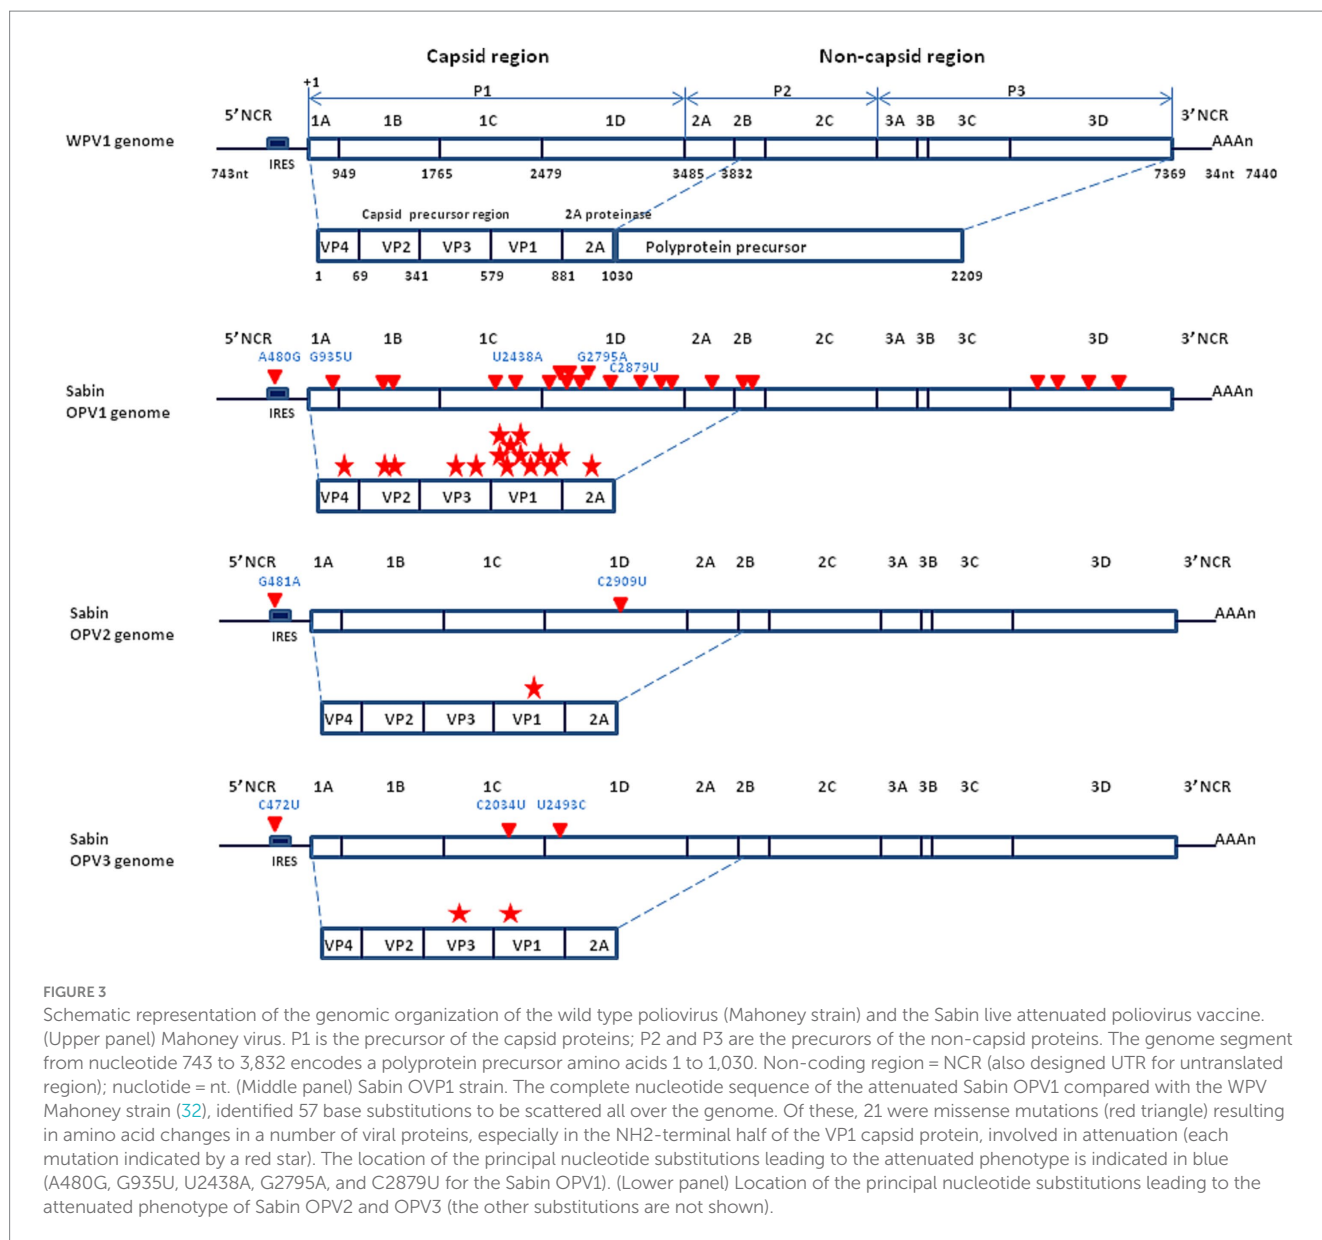 Capsid region Non-capsid region
+1
P1 P2 P3
5'NCR 1A 1B 1C 1D 2A 2B 2C 3A 3B 3C 3D 3'NCR
WPV1 genome IRES AAAn
743nt 949 1765 2479 3485 3832 7369 34nt 7440
Capsid precursor region 2A proteinase
VP4 VP2 VP3 VP1 2A Polyprotein precursor
1 69 341 579 881 1030 2209
5'NCR 1A 1B 1C 1D 2A 2B 2C 3A 3B 3C 3D 3'NCR
A480G G935U U2438A G2795A
C2879U
Sabin AAAn
OPV1 genome IRES
VP4 VP2 VP3 VP1 2A
5'NCR 1A 1B 1C 1D 2A 2B 2C 3A 3B 3C 3D 3'NCR
G481A C2909U
Sabin AAAn
OPV2 genome IRES
VP4 VP2 VP3 VP1 2A
5'NCR 1A 1B 1C 1D 2A 2B 2C 3A 3B 3C 3D 3'NCR
C472U C2034U U2493C
Sabin AAAn
OPV3 genome IRES
VP4 VP2 VP3 VP1 2A
FIGURE 3
Schematic representation of the genomic organization of the wild type poliovirus (Mahoney strain) and the Sabin live attenuated poliovirus vaccine.
(Upper panel) Mahoney virus. P1 is the precursor of the capsid proteins; P2 and P3 are the precurors of the non-capsid proteins. The genome segment
from nucleotide 743 to 3,832 encodes a polyprotein precursor amino acids 1 to 1,030. Non-coding region = NCR (also designed UTR for untranslated
region); nuclotide = nt. (Middle panel) Sabin OVP1 strain. The complete nucleotide sequence of the attenuated Sabin OPV1 compared with the WPV
Mahoney strain (32), identified 57 base substitutions to be scattered all over the genome. Of these, 21 were missense mutations (red triangle) resulting
in amino acid changes in a number of viral proteins, especially in the NH2-terminal half of the VP1 capsid protein, involved in attenuation (each
mutation indicated by a red star). The location of the principal nucleotide substitutions leading to the attenuated phenotype is indicated in blue
(A480G, G935U, U2438A, G2795A, and C2879U for the Sabin OPV1). (Lower panel) Location of the principal nucleotide substitutions leading to the
attenuated phenotype of Sabin OPV2 and OPV3 (the other substitutions are not shown).